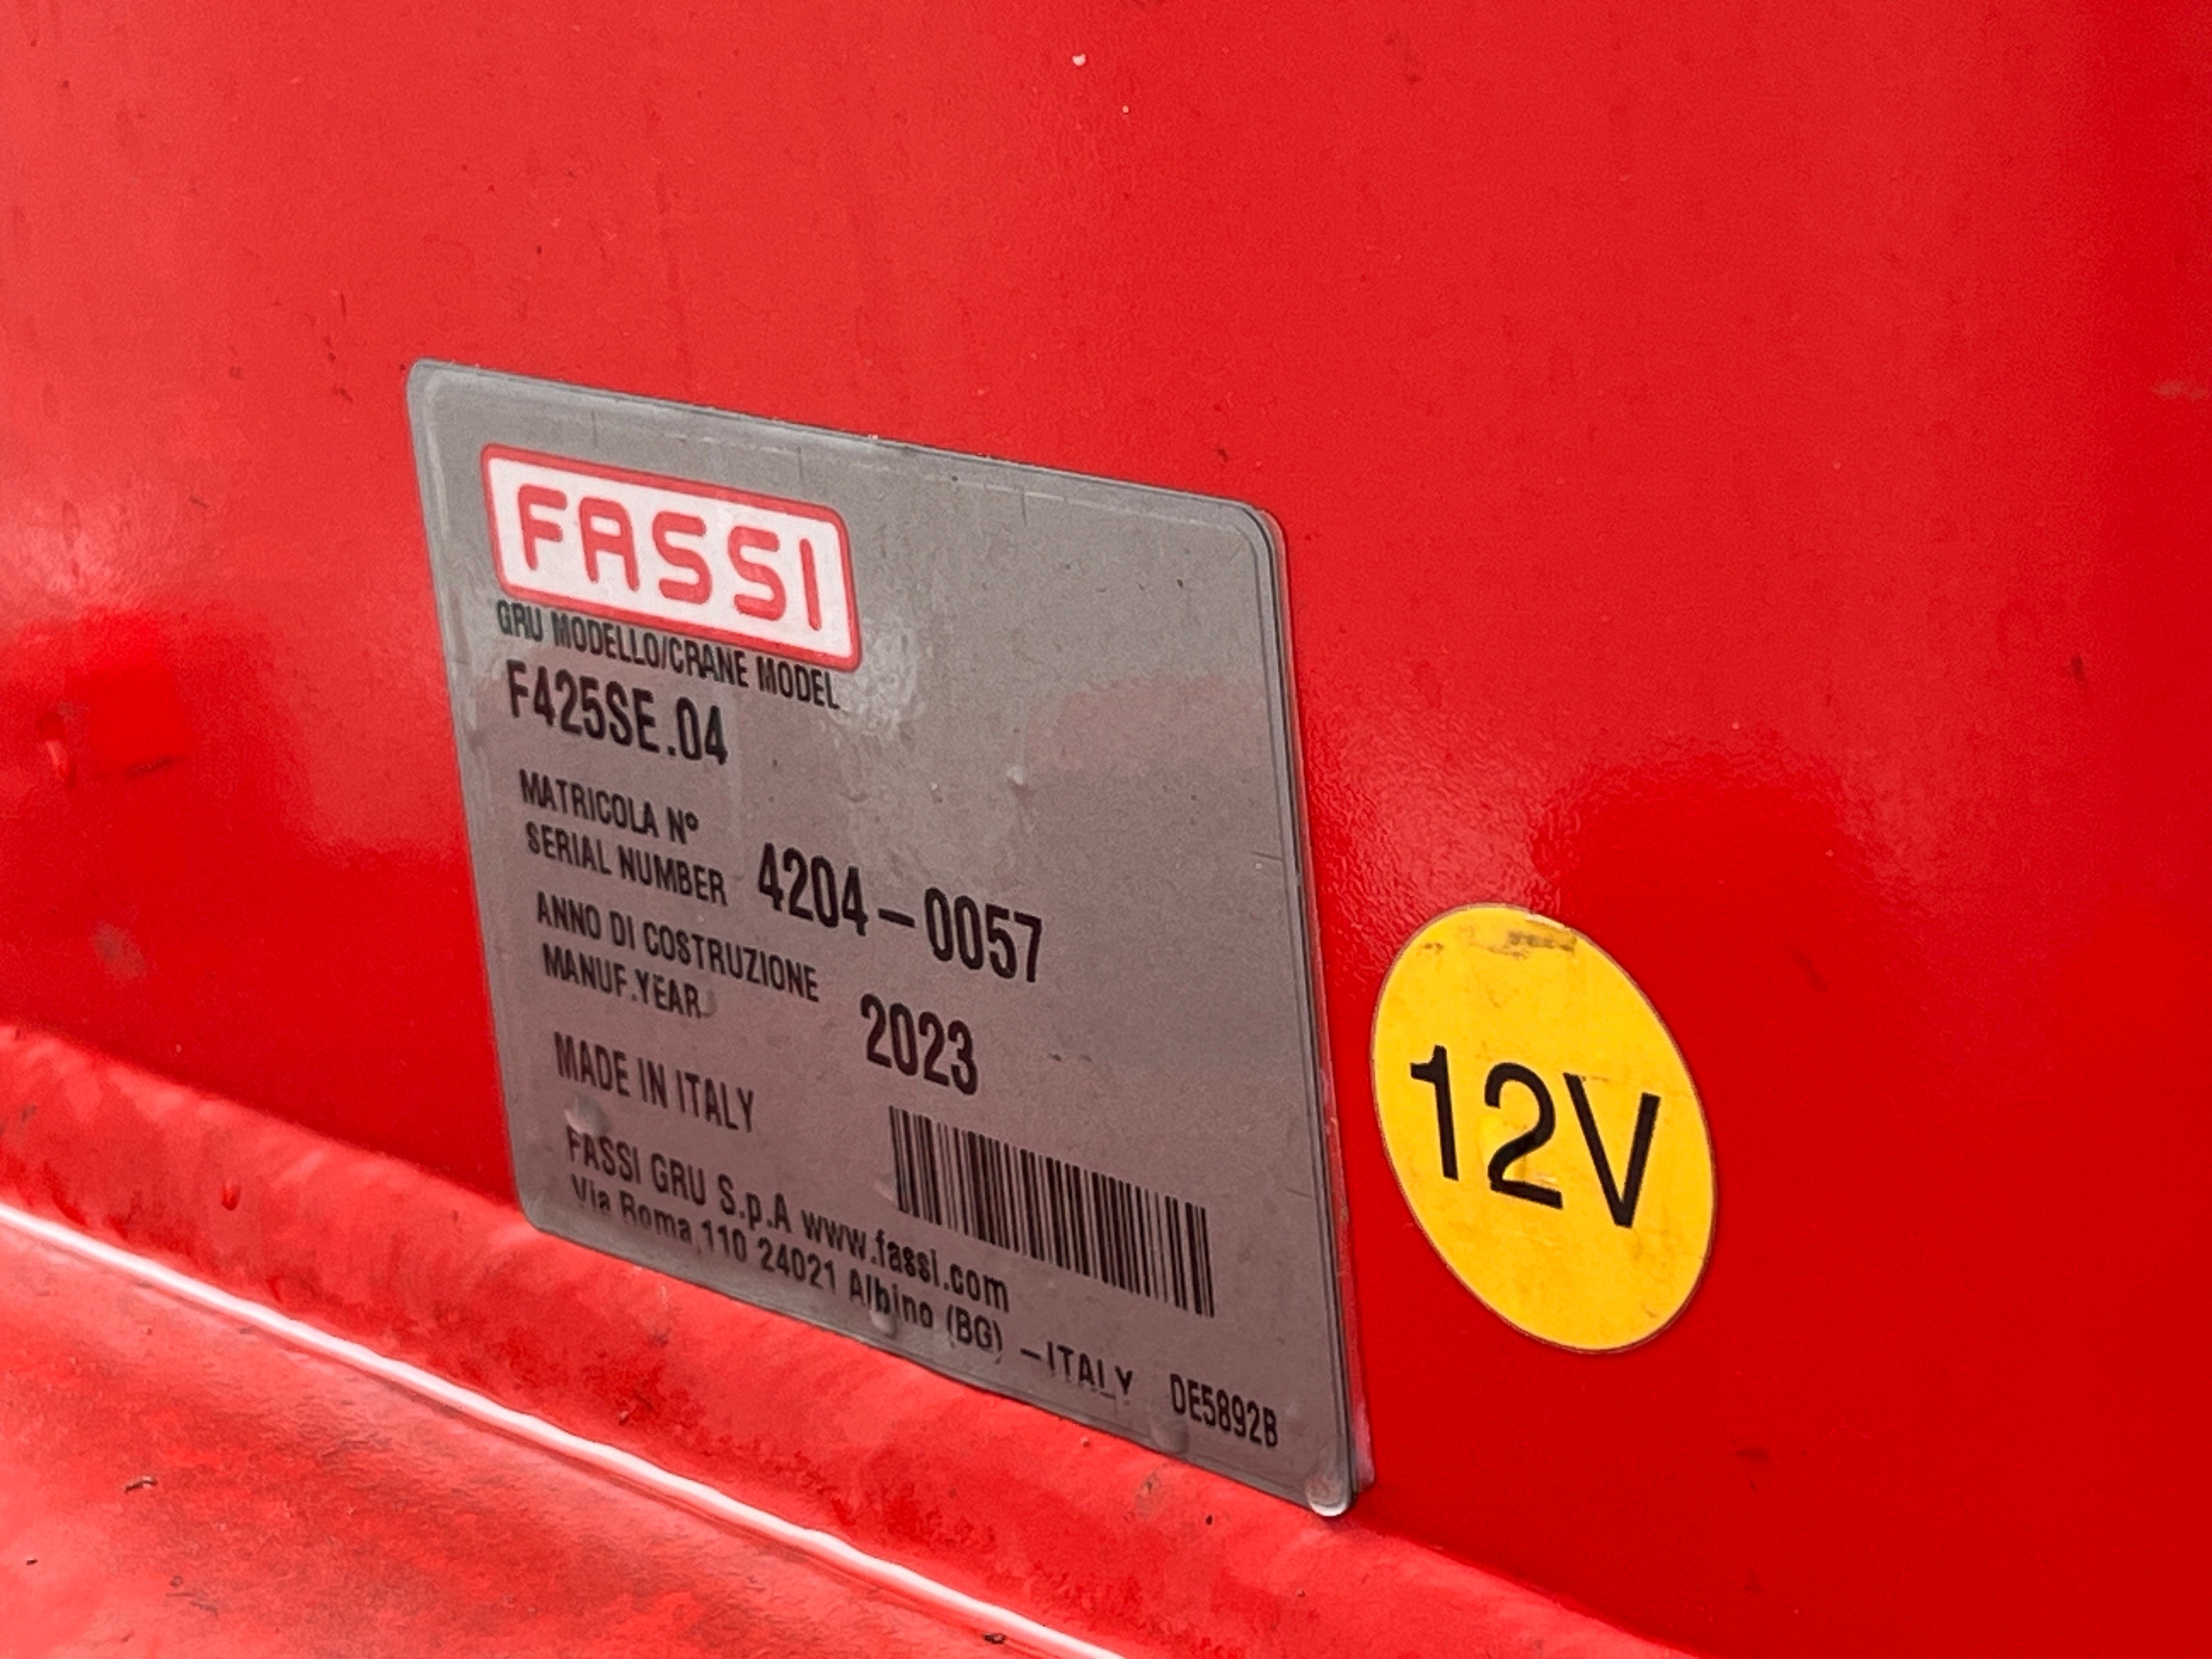 FASSI
GRU MODELLO/CRANE MODEL
F425SE.04
MATRICOLA Nº
SERIAL NUMBER 4204-0057
ANNO DI COSTRUZIONE
MANUF.YEAR 2023
MADE IN ITALY
FASSI GRU S.p.A www.fassi.com
Via Roma,110 24021 Albino (BG) -ITALY DE5892B
12V